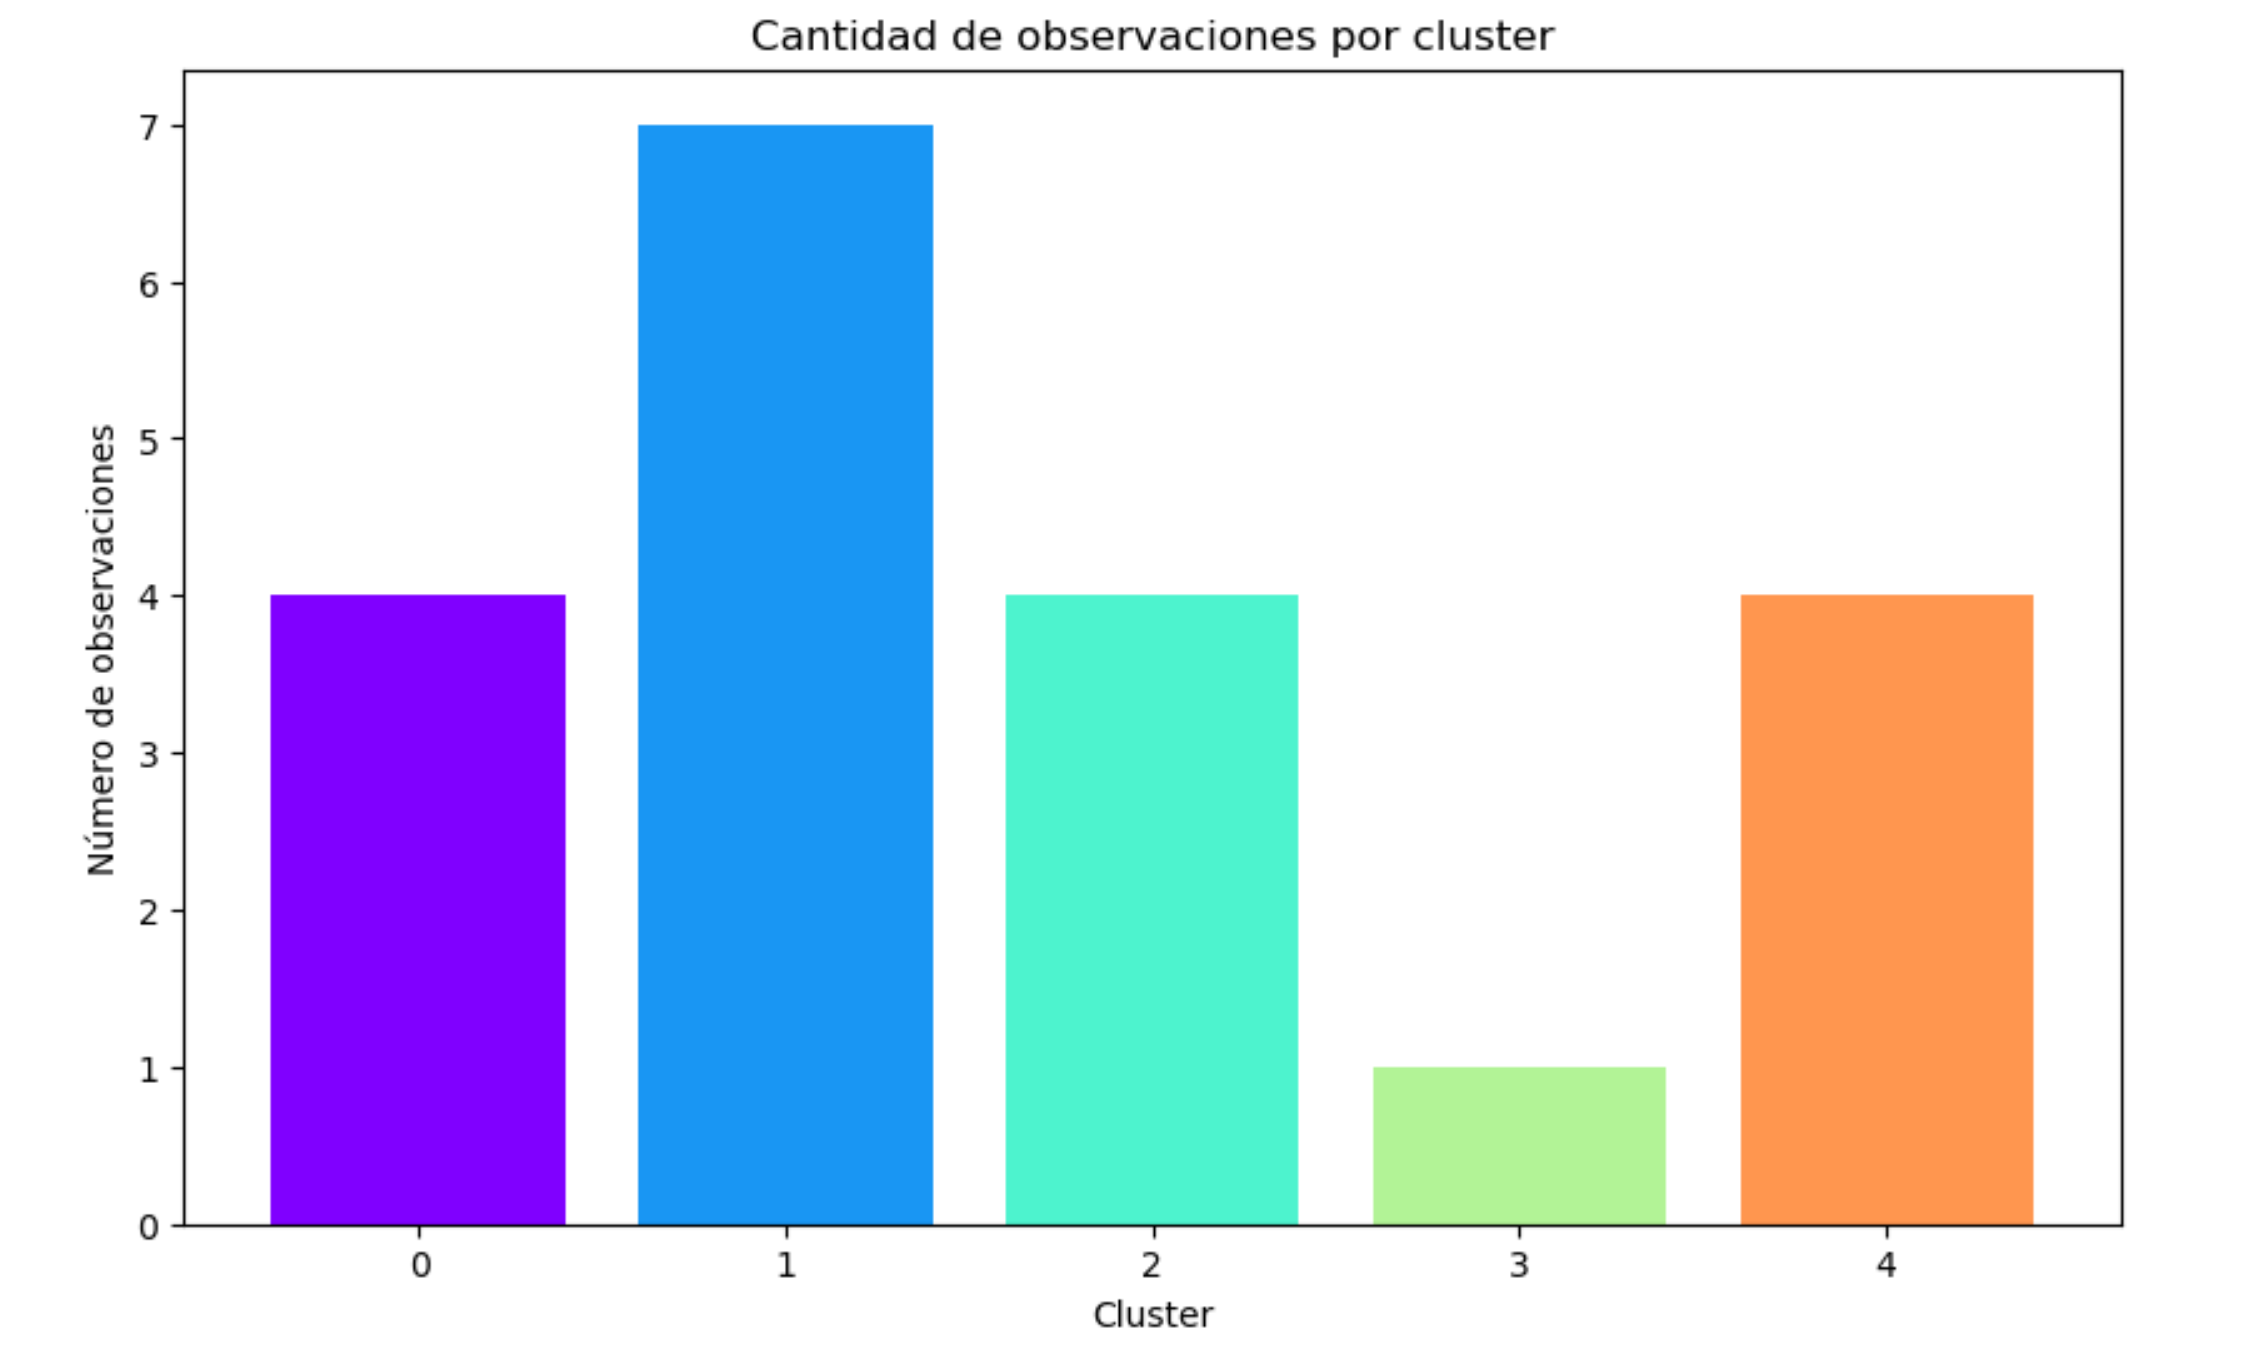 Cantidad de observaciones por cluster
Número de observaciones
7
6
5
4
3
2
1
0
0 1 2 3 4
Cluster